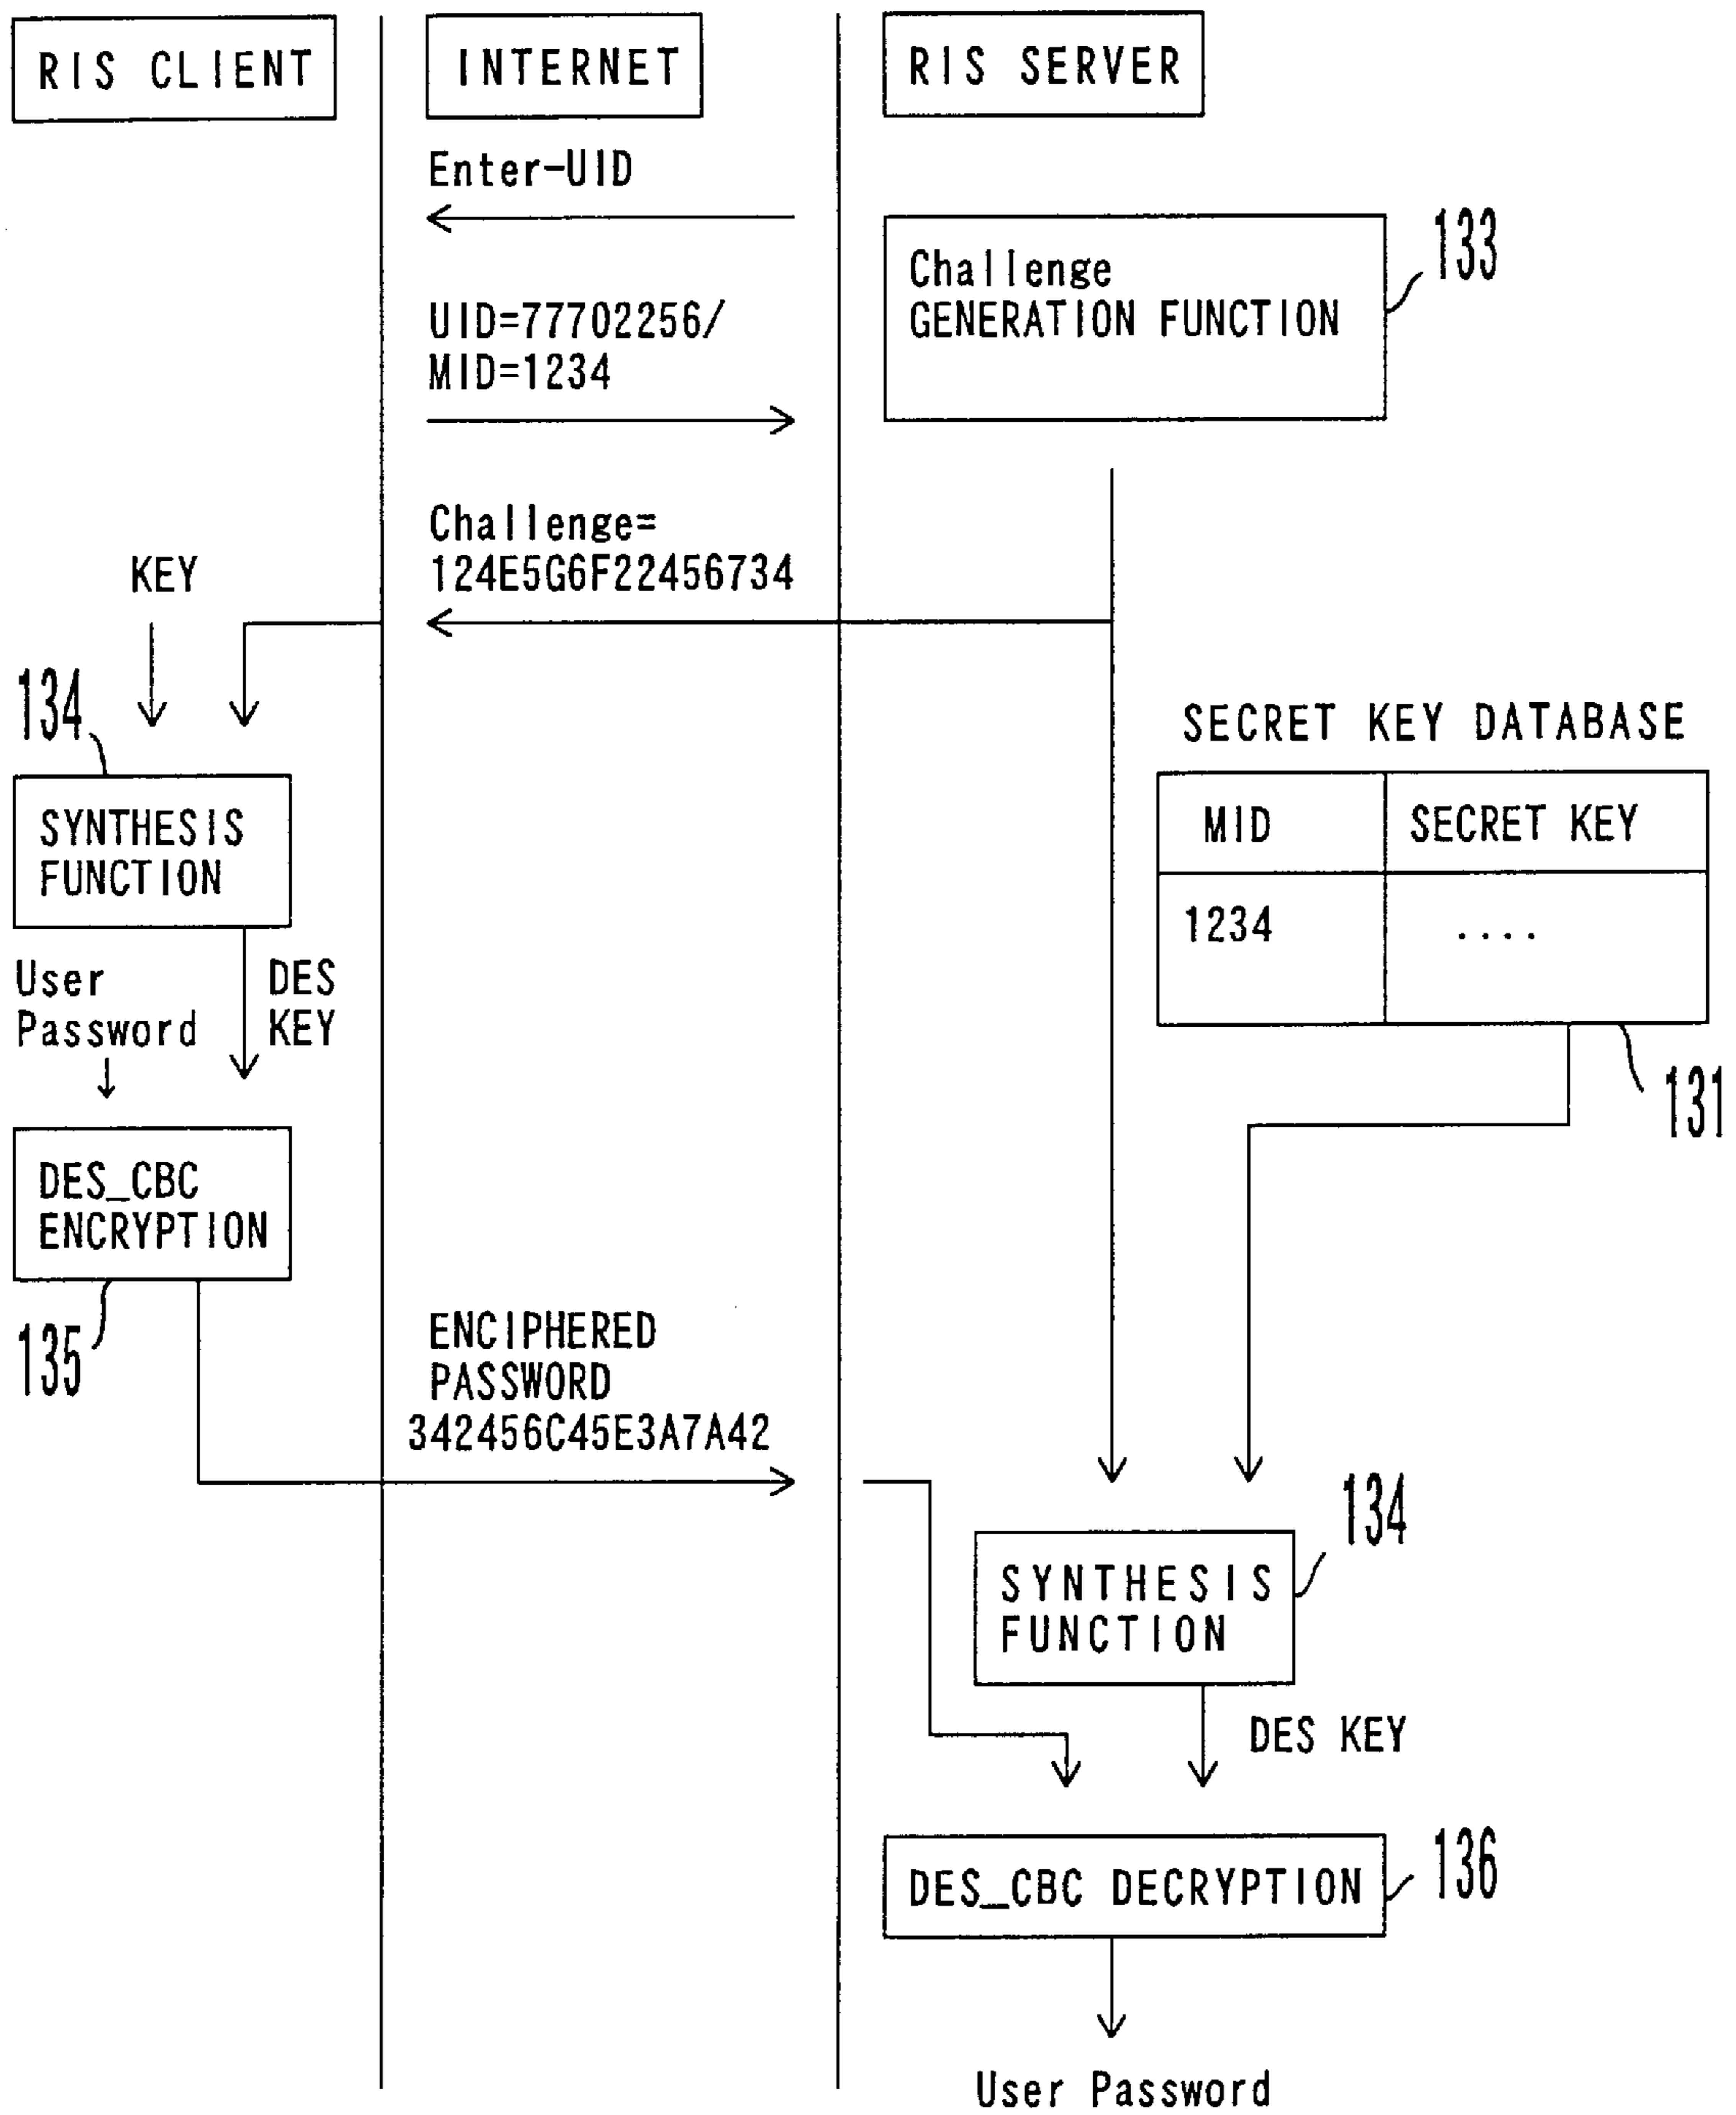 RIS CLIENT
INTERNET
RIS SERVER
Enter-UID
133
Challenge
GENERATION FUNCTION
UID=77702256/
MID=1234
Challenge=
124E5G6F22456734
KEY
134
SYNTHESIS
FUNCTION
SECRET KEY DATABASE
MID
SECRET KEY
1234
....
131
User
Password
DES
KEY
DES_CBC
ENCRYPTION
135
ENCIPHERED
PASSWORD
342456C45E3A7A42
134
SYNTHESIS
FUNCTION
DES KEY
DES_CBC DECRYPTION
136
User Password